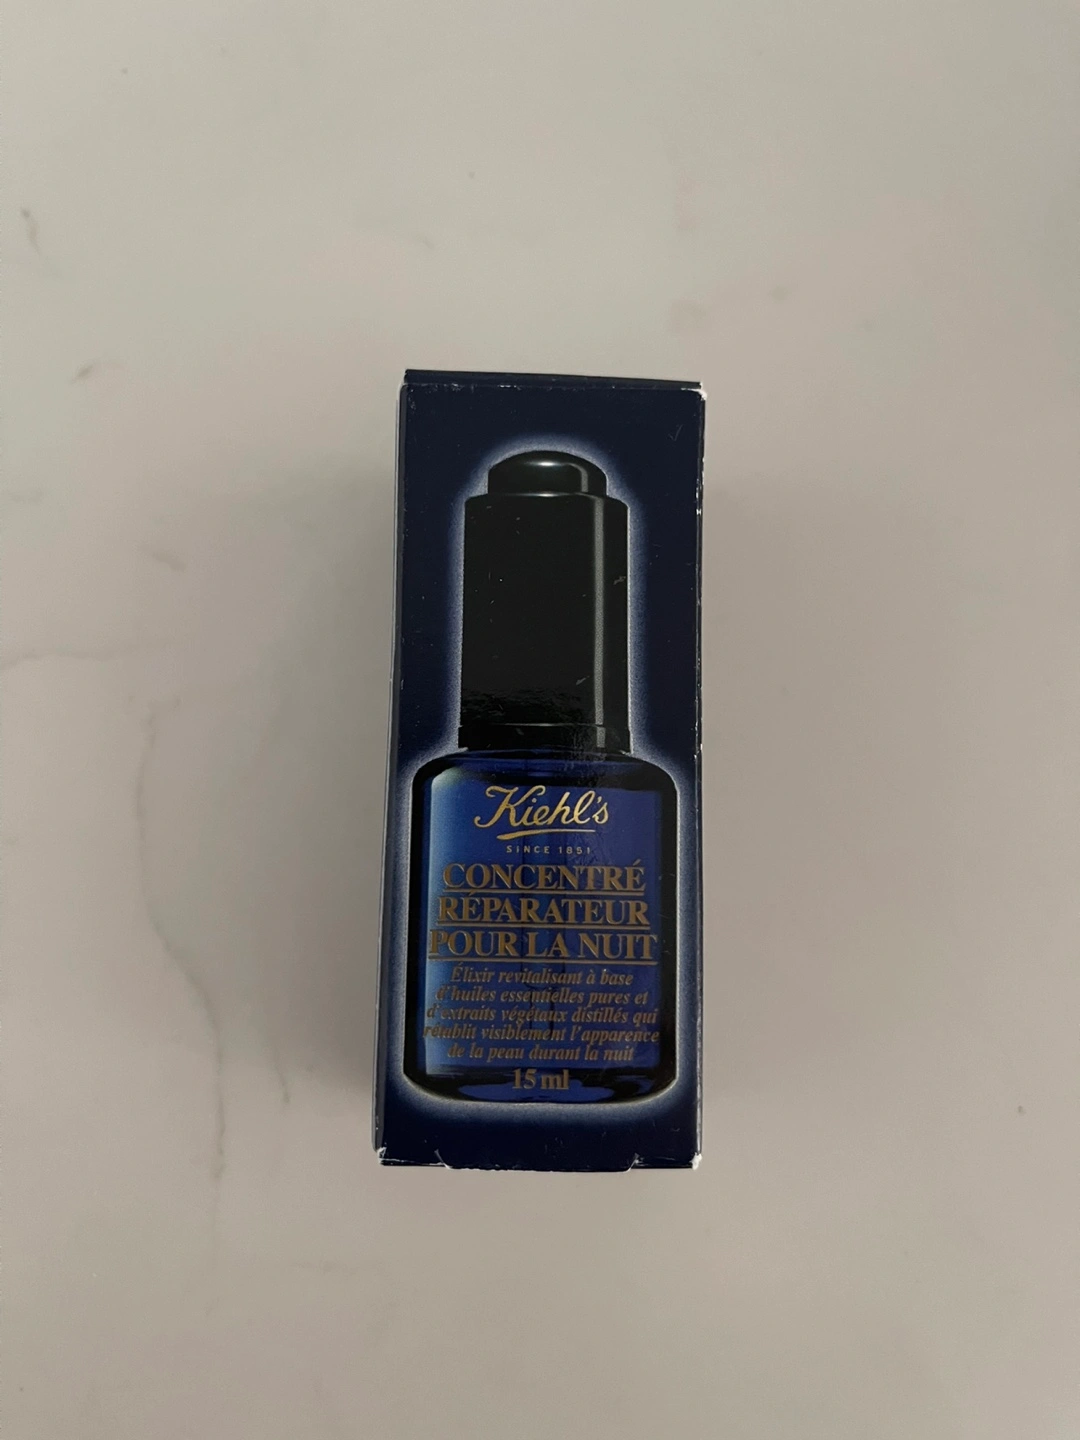 Kiehl's
SINCE 1851
CONCENTRÉ
RÉPARATEUR
POUR LA NUIT
Élixir revitalisant à base
d'huiles essentielles pures et
d'extraits végétaux distillés qui
rétablit visiblement l'apparence
de la peau durant la nuit
15 ml